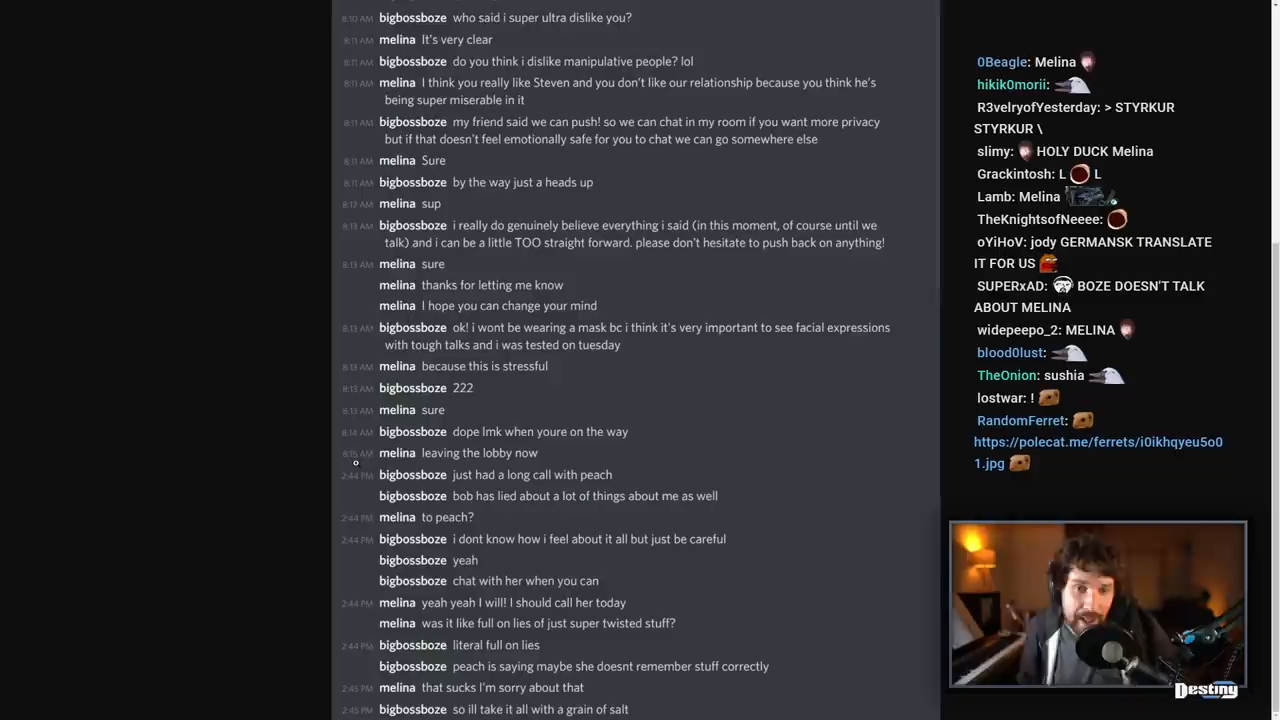 8:10 AM bigbossboze who said i super ultra dislike you?
8:11 AM melina It's very clear
8:11 AM bigbossboze do you think i dislike manipulative people? lol
8:11 AM melina I think you really like Steven and you don't like our relationship because you think he's
being super miserable in it
8:11 AM bigbossboze my friend said we can push! so we can chat in my room if you want more privacy
but if that doesn't feel emotionally safe for you to chat we can go somewhere else
8:11 AM melina Sure
8:11 AM bigbossboze by the way just a heads up
8:12 AM melina sup
8:13 AM bigbossboze i really do genuinely believe everything i said (in this moment, of course until we
talk) and i can be a little TOO straight forward. please don't hesitate to push back on anything!
8:13 AM melina sure
melina thanks for letting me know
melina I hope you can change your mind
8:13 AM bigbossboze ok! i wont be wearing a mask bc i think it's very important to see facial expressions
with tough talks and i was tested on tuesday
8:13 AM melina because this is stressful
8:13 AM bigbossboze 222
8:13 AM melina sure
8:14 AM bigbossboze dope lmk when youre on the way
8:15 AM melina leaving the lobby now
2:44 PM bigbossboze just had a long call with peach
bigbossboze bob has lied about a lot of things about me as well
melina to peach?
2:44 PM bigbossboze i dont know how i feel about it all but just be careful
bigbossboze yeah
bigbossboze chat with her when you can
2:44 PM melina yeah yeah I will! I should call her today
melina was it like full on lies of just super twisted stuff?
2:44 PM bigbossboze literal full on lies
bigbossboze peach is saying maybe she doesnt remember stuff correctly
2:45 PM melina that sucks I'm sorry about that
2:45 PM bigbossboze so ill take it all with a grain of salt
0Beagle: Melina
hikik0morii:
R3velryofYesterday: > STYRKUR
STYRKUR \
slimy: HOLY DUCK Melina
Grackintosh: L L
Lamb: Melina
TheKnightsofNeeee:
oYiHoV: jody GERMANSK TRANSLATE
IT FOR US
SUPERxAD: BOZE DOESN'T TALK
ABOUT MELINA
widepeepo_2: MELINA
blood0lust:
TheOnion: sushia
lostwar: !
RandomFerret:
https://polecat.me/ferrets/i0ikhqyeu5o0
1.jpg
Destiny